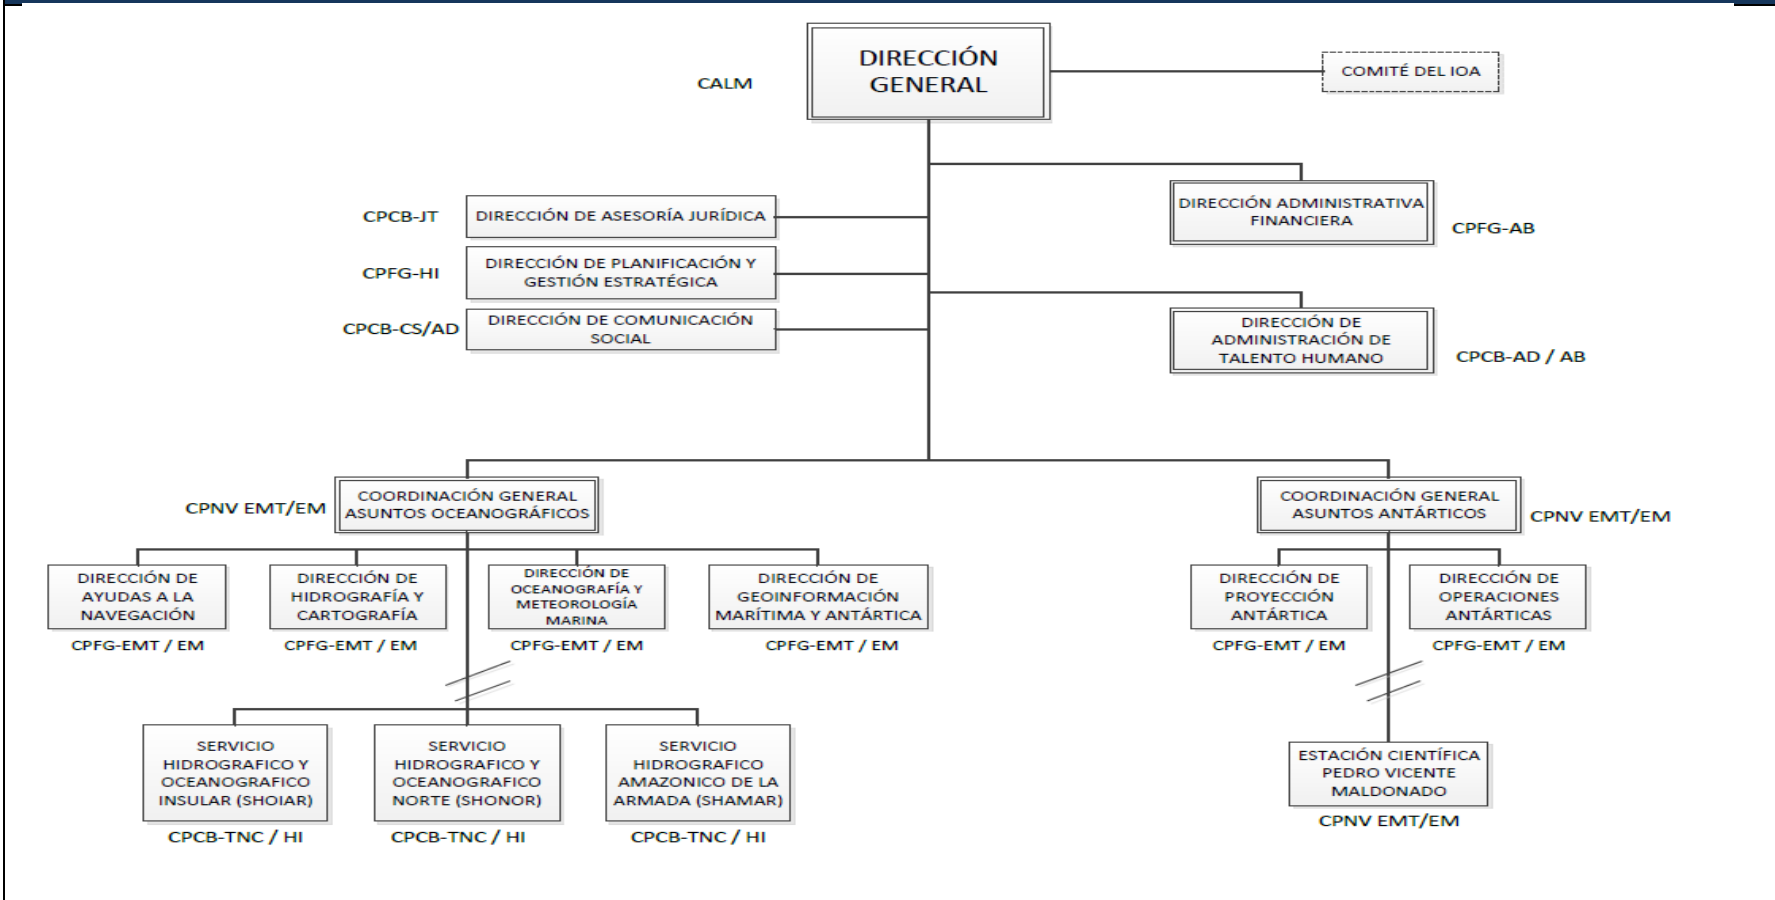 DIRECCIÓN
GENERAL
CALM
COMITÉ DEL IOA
CPCB-JT
DIRECCIÓN DE ASESORÍA JURÍDICA
DIRECCIÓN ADMINISTRATIVA
FINANCIERA
CPFG-AB
CPFG-HI
DIRECCIÓN DE PLANIFICACIÓN Y
GESTIÓN ESTRATÉGICA
CPCB-CS/AD
DIRECCIÓN DE COMUNICACIÓN
SOCIAL
DIRECCIÓN DE
ADMINISTRACIÓN DE
TALENTO HUMANO
CPCB-AD / AB
CPNV EMT/EM
COORDINACIÓN GENERAL
ASUNTOS OCEANOGRÁFICOS
COORDINACIÓN GENERAL
ASUNTOS ANTÁRTICOS
CPNV EMT/EM
DIRECCIÓN DE
AYUDAS A LA
NAVEGACIÓN
CPFG-EMT / EM
DIRECCIÓN DE
HIDROGRAFÍA Y
CARTOGRAFÍA
CPFG-EMT / EM
DIRECCIÓN DE
OCEANOGRAFÍA Y
METEOROLOGÍA
MARINA
CPFG-EMT / EM
DIRECCIÓN DE
GEOINFORMACIÓN
MARÍTIMA Y ANTÁRTICA
CPFG-EMT / EM
DIRECCIÓN DE
PROYECCIÓN
ANTÁRTICA
CPFG-EMT / EM
DIRECCIÓN DE
OPERACIONES
ANTÁRTICAS
CPFG-EMT / EM
SERVICIO
HIDROGRAFICO Y
OCEANOGRAFICO
INSULAR (SHOIAR)
CPCB-TNC / HI
SERVICIO
HIDROGRAFICO Y
OCEANOGRAFICO
NORTE (SHONOR)
CPCB-TNC / HI
SERVICIO
HIDROGRAFICO
AMAZONICO DE LA
ARMADA (SHAMAR)
CPCB-TNC / HI
ESTACIÓN CIENTÍFICA
PEDRO VICENTE
MALDONADO
CPNV EMT/EM